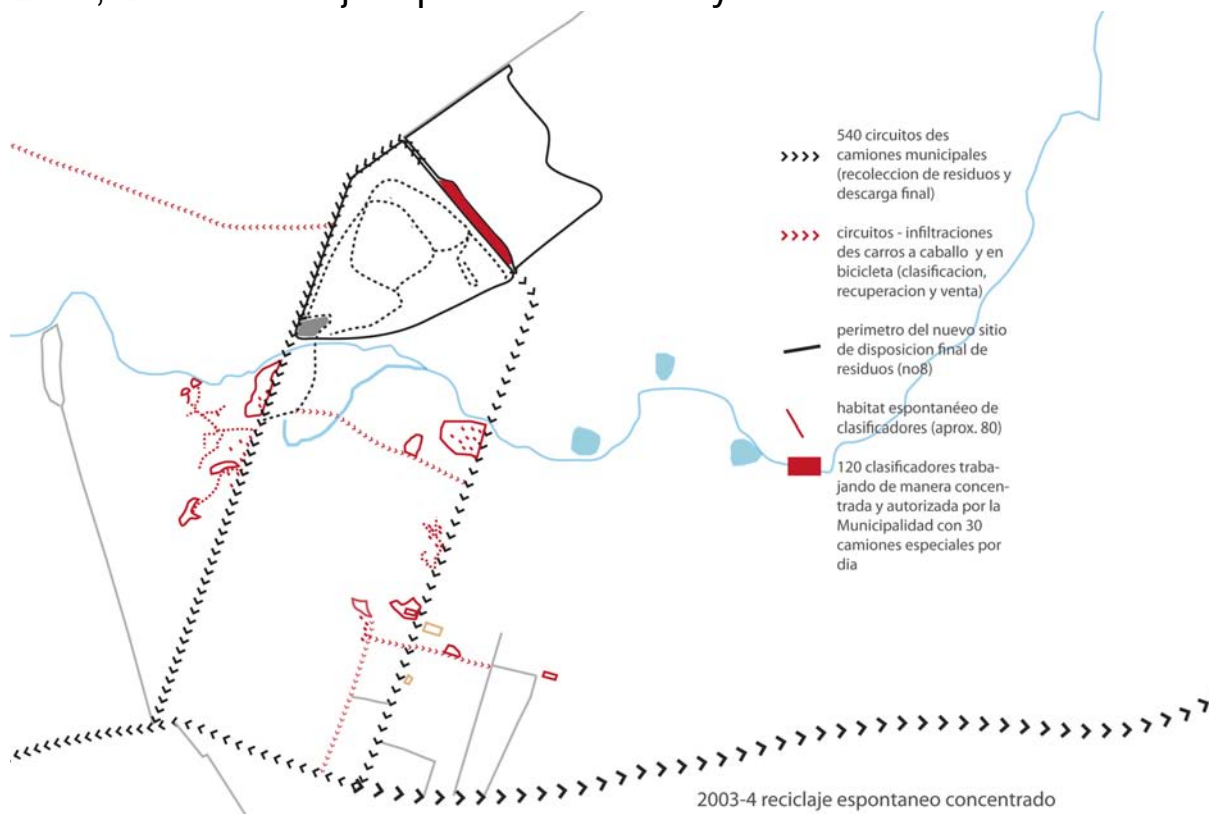 540 circuitos des
camiones municipales
(recoleccion de residuos y
descarga final)
circuitos - infiltraciones
des carros a caballo y en
bicicleta (clasificacion,
recuperacion y venta)
perimetro del nuevo sitio
de disposicion final de
residuos (no8)
habitat espontanéeo de
clasificadores (aprox. 80)
120 clasificadores traba-
jando de manera concen-
trada y autorizada por la
Municipalidad con 30
camiones especiales por
dia
2003-4 reciclaje espontaneo concentrado